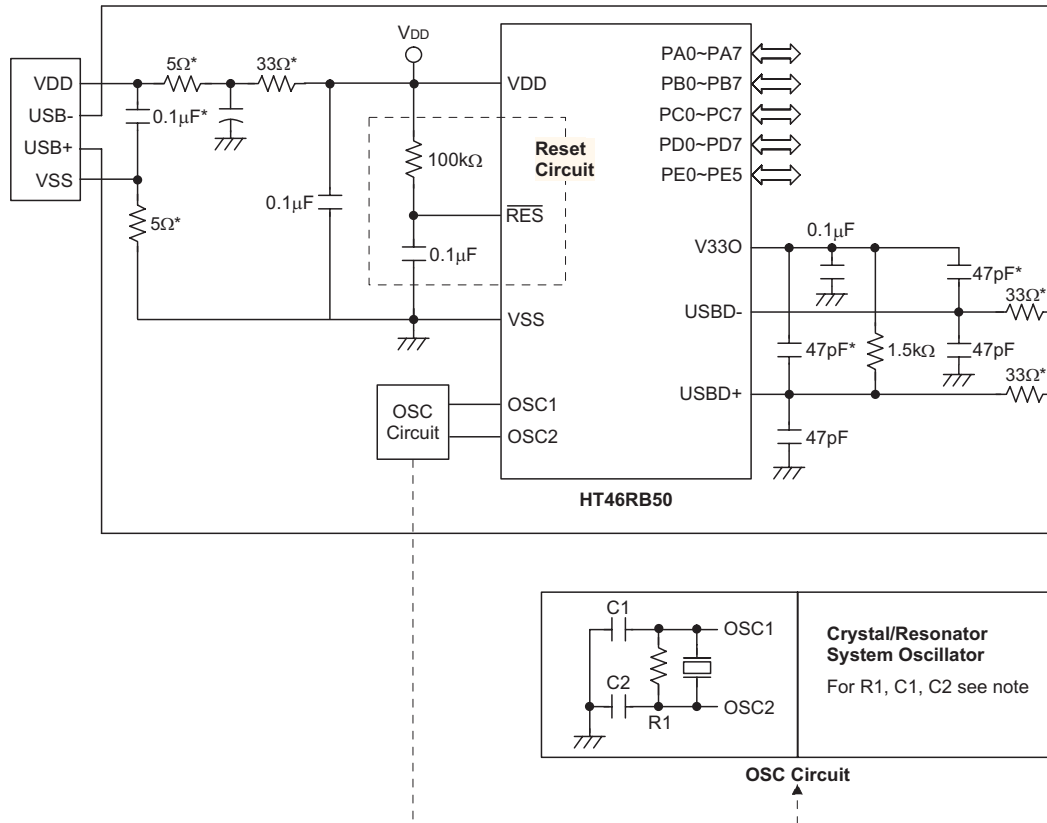 VDD
USB-
USB+
VSS
5Ω*
33Ω*
0.1μF*
5Ω*
0.1μF
VDD
100kΩ
Reset
Circuit
0.1μF
VDD
RES
VSS
OSC1
OSC2
OSC
Circuit
PA0~PA7
PB0~PB7
PC0~PC7
PD0~PD7
PE0~PE5
V33O
USBD-
USBD+
0.1μF
47pF*
33Ω*
47pF*
1.5kΩ
47pF
33Ω*
47pF
HT46RB50
C1
OSC1
C2
OSC2
R1
Crystal/Resonator
System Oscillator
For R1, C1, C2 see note
OSC Circuit